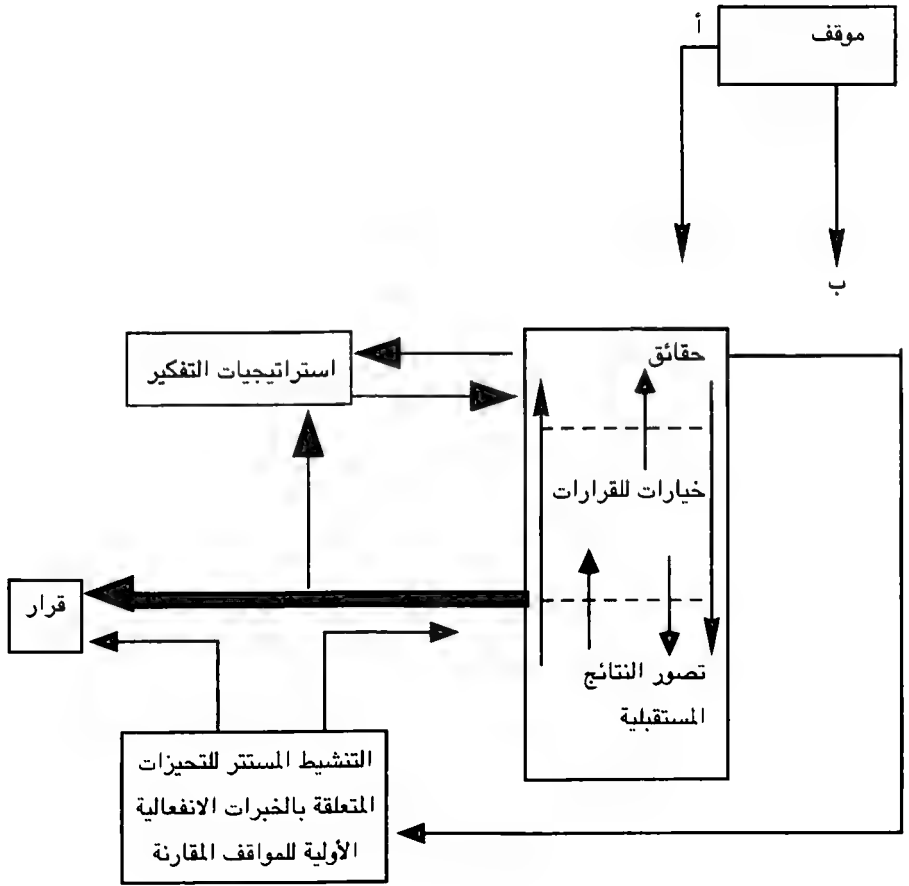 موقف
أ
ب
حقائق
خيارات للقرارات
تصور النتائج
المستقبلية
استراتيجيات التفكير
قرار
التنشيط المستتر للتحيزات
المتعلقة بالخبرات الانفعالية
الأولية للمواقف المقارنة